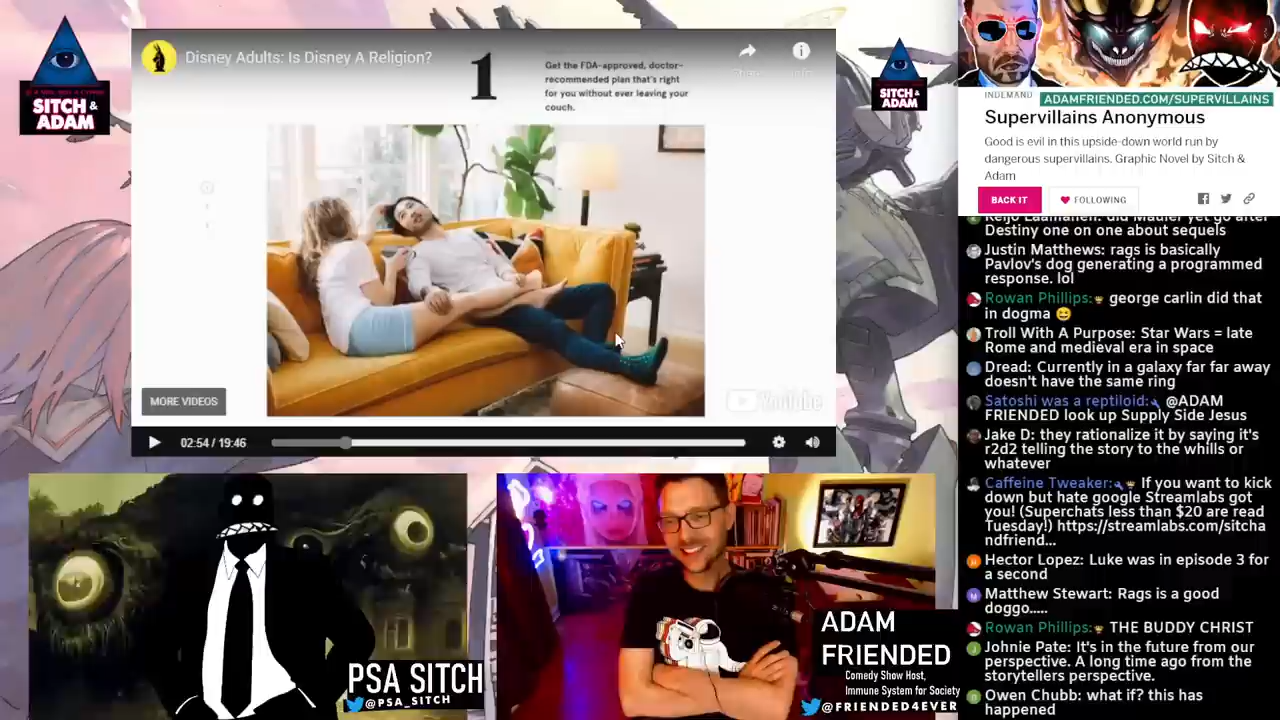 SITCH &
ADAM
Disney Adults: Is Disney A Religion?
1
Get the FDA-approved, doctor-
recommended plan that's right
for you without ever leaving your
couch.
MORE VIDEOS
YouTube
02:54 / 19:46
SITCH &
ADAM
INDEMAND
ADAMFRIENDED.COM/SUPERVILLAINS
Supervillains Anonymous
Good is evil in this upside-down world run by
dangerous supervillains. Graphic Novel by Sitch &
Adam
BACK IT
FOLLOWING
Destiny one on one about sequels
Justin Matthews: rags is basically
Pavlov's dog generating a programmed
response. lol
Rowan Phillips: george carlin did that
in dogma 😆
Troll With A Purpose: Star Wars = late
Rome and medieval era in space
Dread: Currently in a galaxy far far away
doesn't have the same ring
Satoshi was a reptiloid: @ADAM
FRIENDED look up Supply Side Jesus
Jake D: they rationalize it by saying it's
r2d2 telling the story to the whills or
whatever
Caffeine Tweaker: If you want to kick
down but hate google Streamlabs got
you! (Superchats less than $20 are read
Tuesday!) https://streamlabs.com/sitcha
ndfriend...
Hector Lopez: Luke was in episode 3 for
a second
Matthew Stewart: Rags is a good
doggo.....
Rowan Phillips: THE BUDDY CHRIST
Johnie Pate: It's in the future from our
perspective. A long time ago from the
storytellers perspective.
Owen Chubb: what if? this has
happened
PSA SITCH
@PSA_SITCH
ADAM
FRIENDED
Comedy Show Host,
Immune System for Society
@FRIENDED4EVER